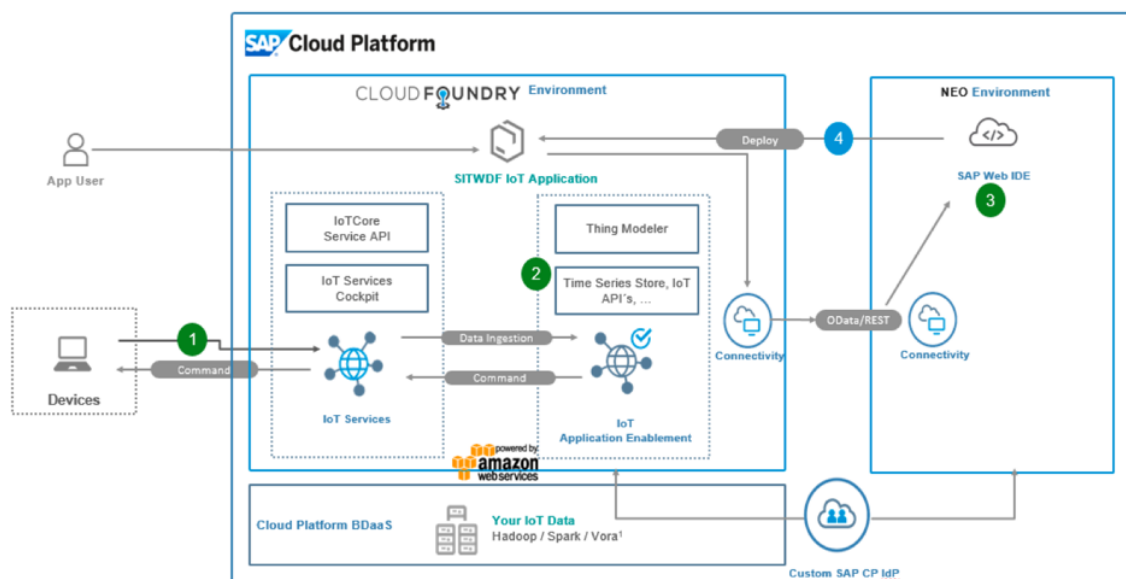 SAP Cloud Platform
CLOUD FOUNDRY Environment
NEO Environment
App User
SITWDF IoT Application
Deploy
4
SAP Web IDE
3
IoTCore
Service API
IoT Services
Cockpit
Thing Modeler
2
Time Series Store, IoT
API´s, ...
1
Command
Devices
IoT Services
Data Ingestion
Command
IoT
Application Enablement
Connectivity
OData/REST
Connectivity
powered by
amazon
webservices
Cloud Platform BDaaS
Your IoT Data
Hadoop / Spark / Vora¹
Custom SAP CP IdP